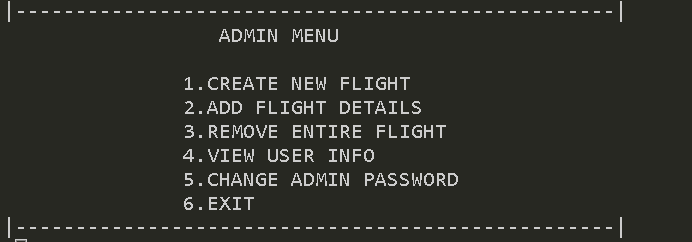 |--------------------------------------------------|
ADMIN MENU
1.CREATE NEW FLIGHT
2.ADD FLIGHT DETAILS
3.REMOVE ENTIRE FLIGHT
4.VIEW USER INFO
5.CHANGE ADMIN PASSWORD
6.EXIT
|--------------------------------------------------|